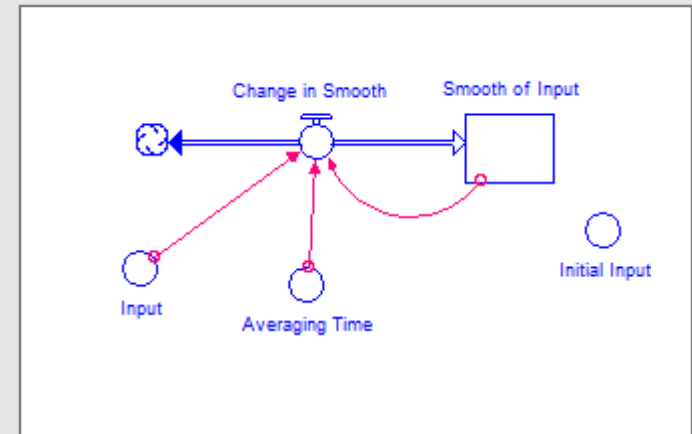 Change in Smooth
Smooth of Input
Initial Input
Input
Averaging Time